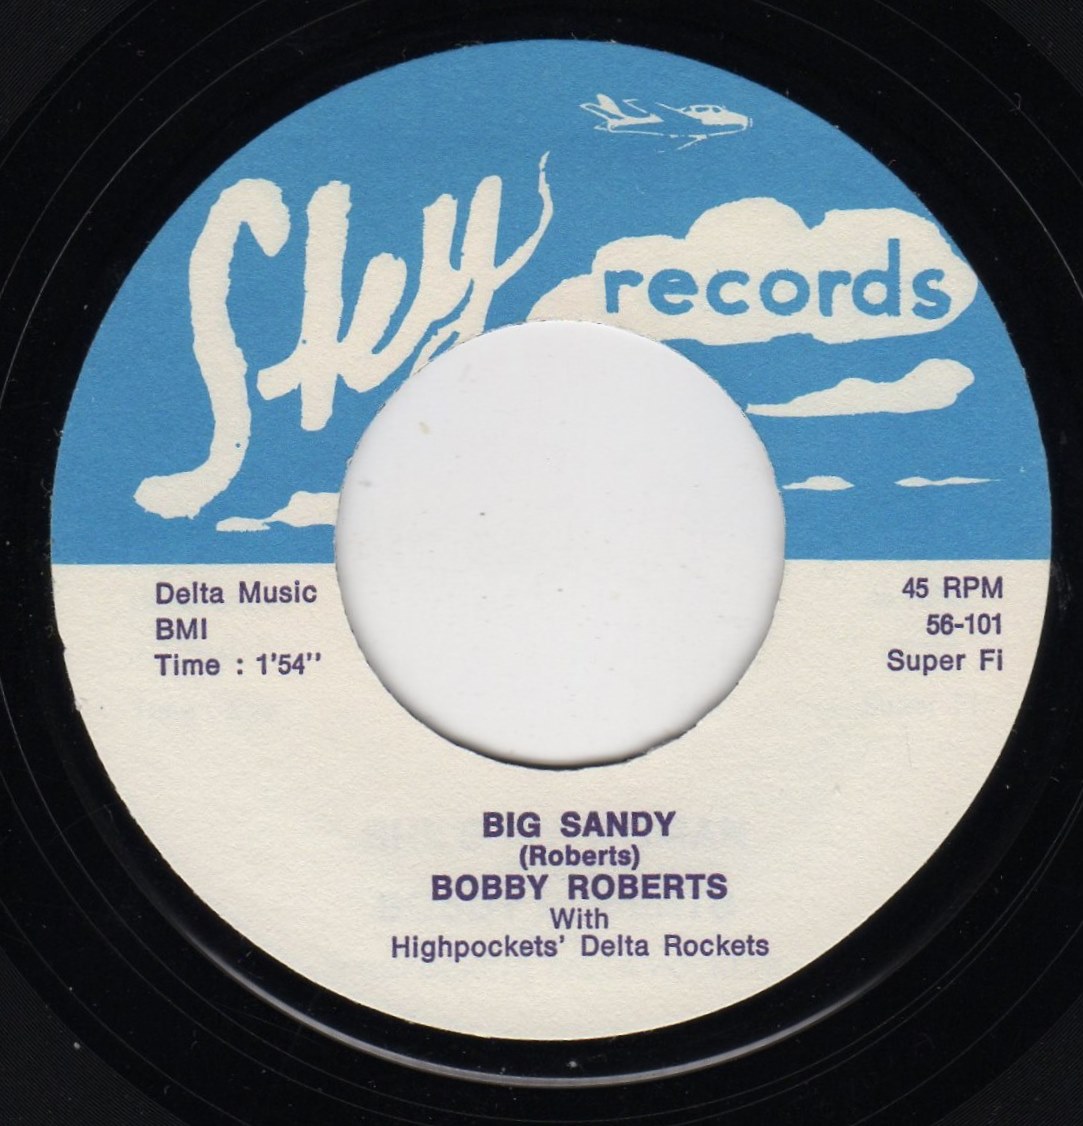 Sky
records
Delta Music
BMI
Time : 1'54"
45 RPM
56-101
Super Fi
BIG SANDY
(Roberts)
BOBBY ROBERTS
With
Highpockets' Delta Rockets